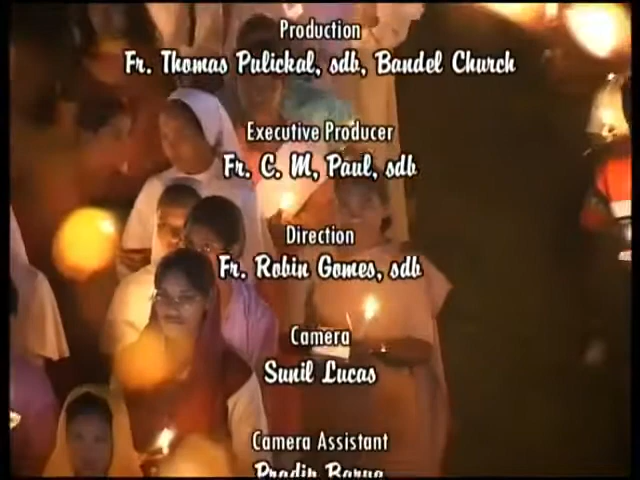 Production
Fr. Thomas Pulickal, sdb, Bandel Church
Executive Producer
Fr. C. M, Paul, sdb
Direction
Fr. Robin Gomes, sdb
Camera
Sunil Lucas
Camera Assistant